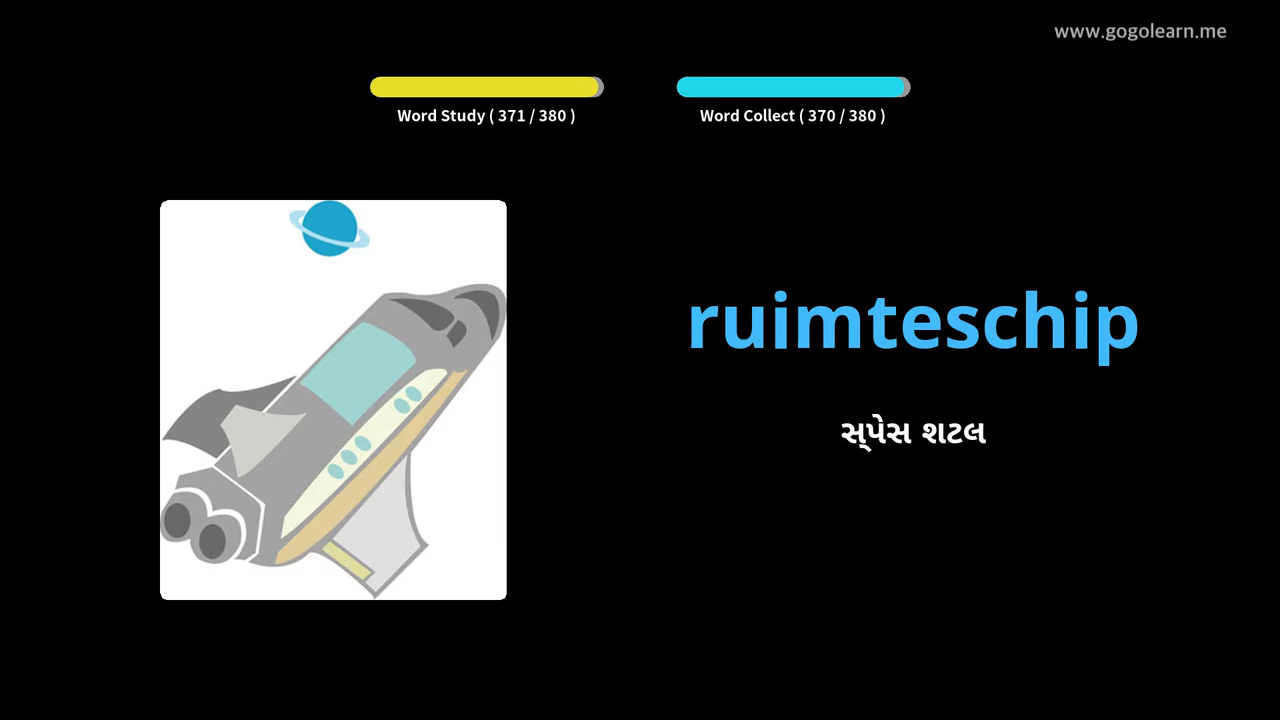 www.gogolearn.me
Word Study ( 371 / 380 )
Word Collect ( 370 / 380 )
ruimteschip
સ્પેસ શટલ